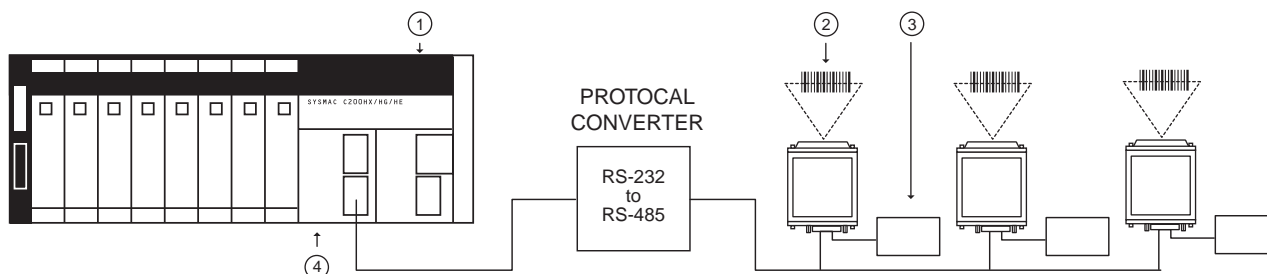 1
2
3
SYSMAC C200HX/HG/HE
PROTOCAL
CONVERTER
RS-232
to
RS-485
4